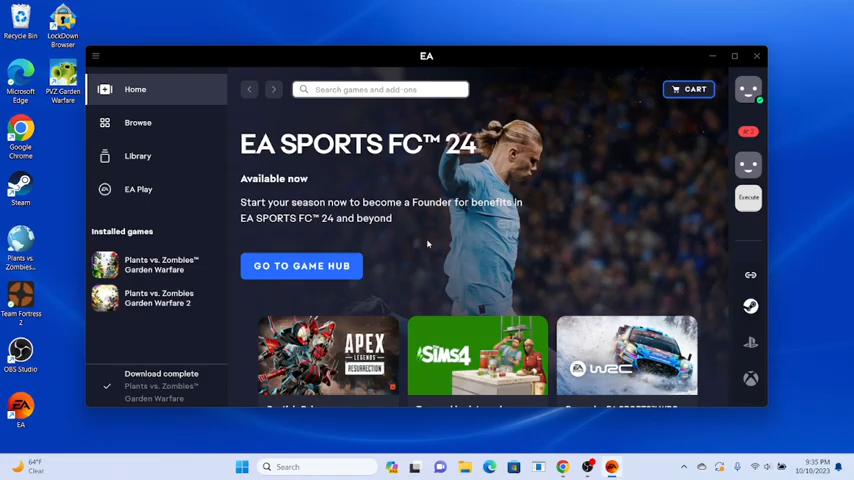 Recycle Bin
LockDown
Browser
Microsoft
Edge
PVZ Garden
Warfare
Google
Chrome
Steam
Plants vs.
Zombies...
Team Fortress
2
OBS Studio
EA
EA
Home
Browse
Library
EA Play
Installed games
Plants vs. Zombies™
Garden Warfare
Plants vs. Zombies
Garden Warfare 2
Download complete
Plants vs. Zombies™
Garden Warfare
Search games and add-ons
CART
EA SPORTS FC™ 24
Available now
Start your season now to become a Founder for benefits in
EA SPORTS FC™ 24 and beyond
GO TO GAME HUB
APEX
LEGENDS
RESURRECTION
THE SIMS 4
EA WRC
Execute
64°F
Clear
Search
9:35 PM
10/10/2023